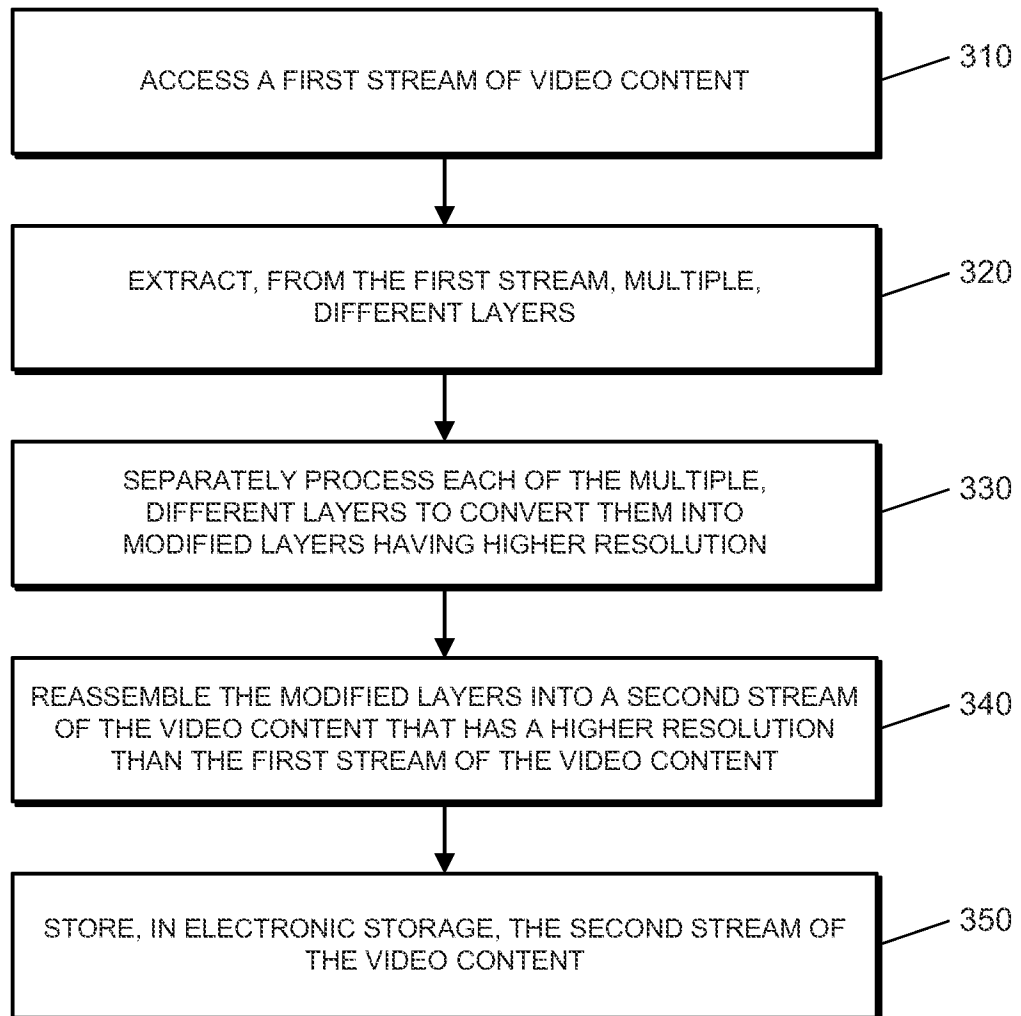 ACCESS A FIRST STREAM OF VIDEO CONTENT
310
EXTRACT, FROM THE FIRST STREAM, MULTIPLE,
DIFFERENT LAYERS
320
SEPARATELY PROCESS EACH OF THE MULTIPLE,
DIFFERENT LAYERS TO CONVERT THEM INTO
MODIFIED LAYERS HAVING HIGHER RESOLUTION
330
REASSEMBLE THE MODIFIED LAYERS INTO A SECOND STREAM
OF THE VIDEO CONTENT THAT HAS A HIGHER RESOLUTION
THAN THE FIRST STREAM OF THE VIDEO CONTENT
340
STORE, IN ELECTRONIC STORAGE, THE SECOND STREAM OF
THE VIDEO CONTENT
350